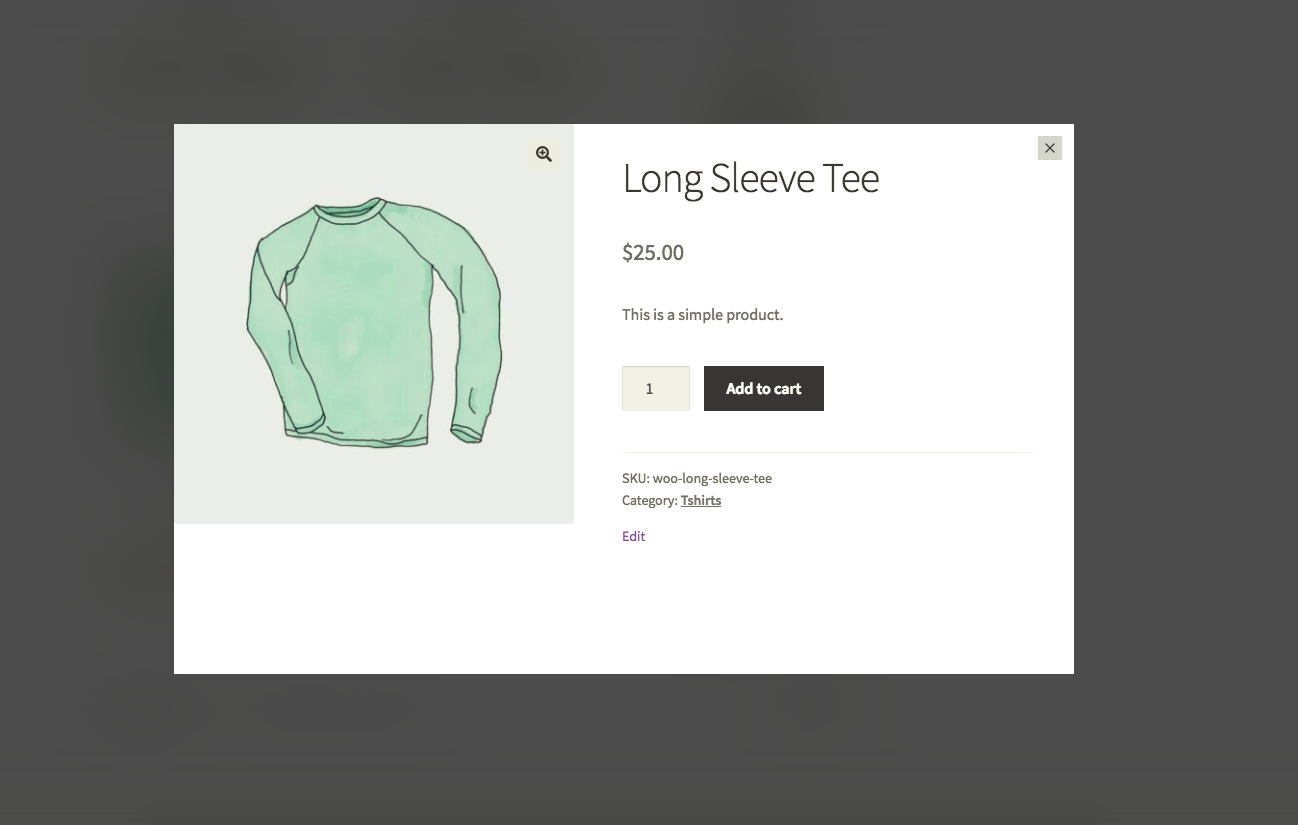 Long Sleeve Tee
$25.00
This is a simple product.
1
Add to cart
SKU: woo-long-sleeve-tee
Category: Tshirts
Edit